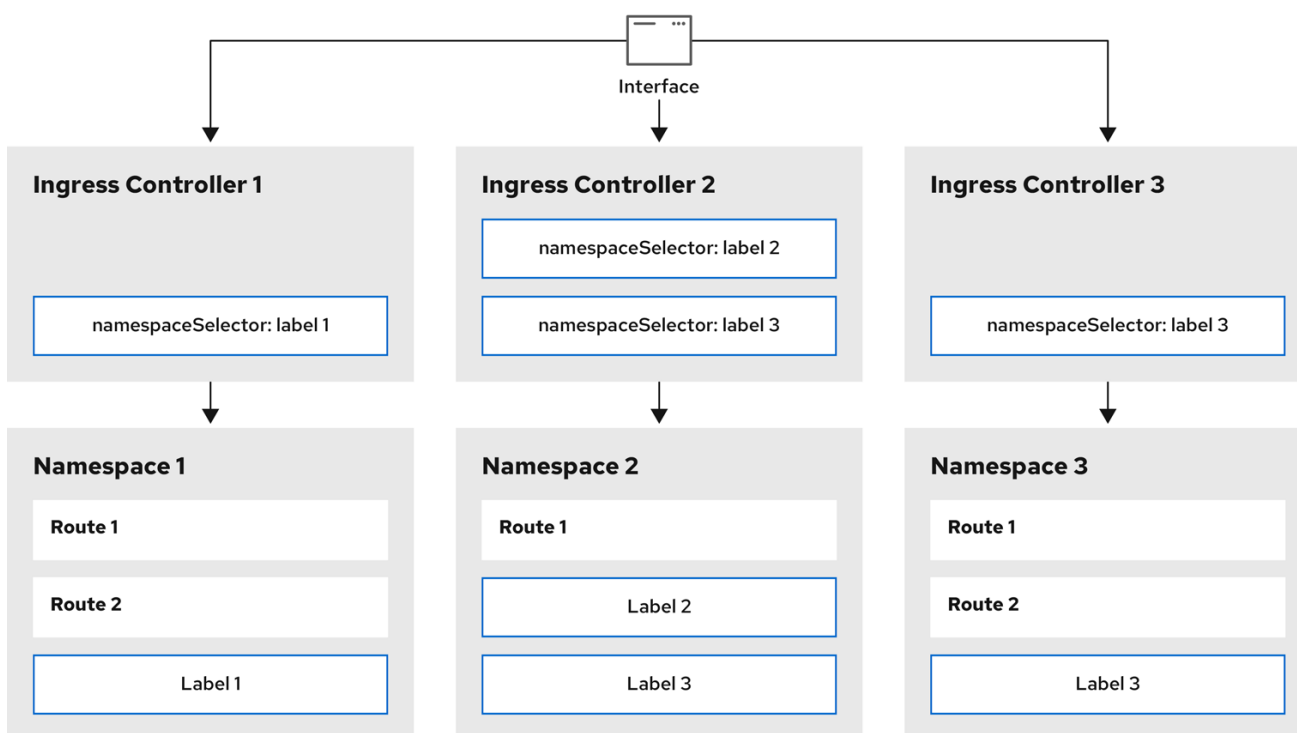 Interface
Ingress Controller 1
namespaceSelector: label 1
Ingress Controller 2
namespaceSelector: label 2
namespaceSelector: label 3
Ingress Controller 3
namespaceSelector: label 3
Namespace 1
Route 1
Route 2
Label 1
Namespace 2
Route 1
Label 2
Label 3
Namespace 3
Route 1
Route 2
Label 3